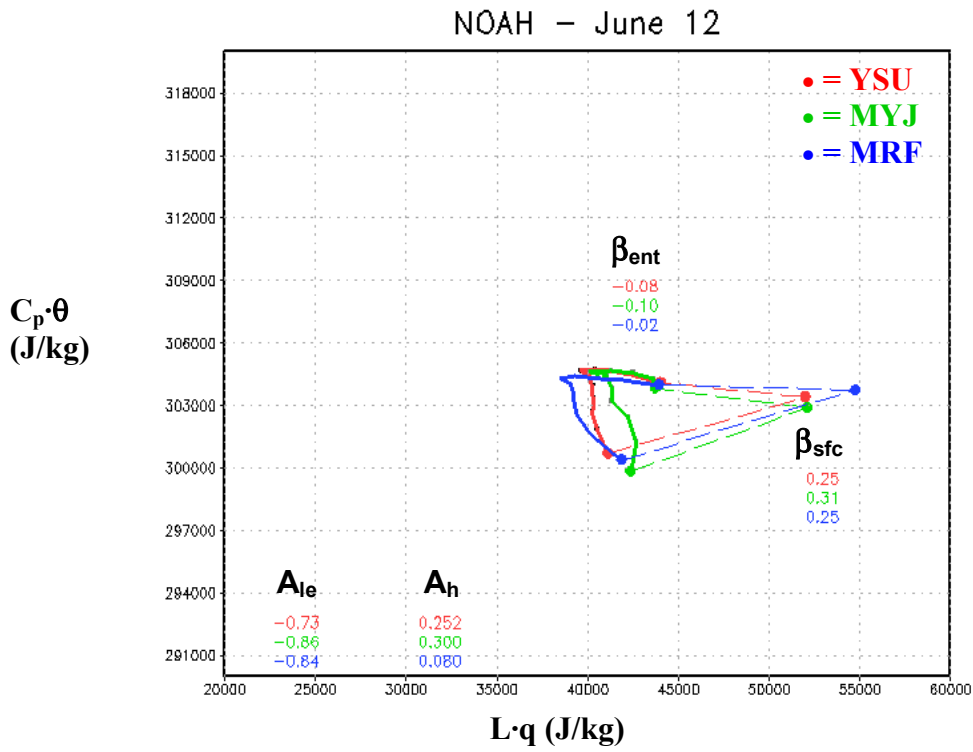 NOAH – June 12
• = YSU
• = MYJ
• = MRF
318000
315000
312000
309000
306000
303000
300000
297000
294000
291000
Cp·θ
(J/kg)
βent
−0.08
−0.10
−0.02
βsfc
0.25
0.31
0.25
Ale Ah
−0.73 0.252
−0.86 0.300
−0.84 0.080
20000 25000 30000 35000 40000 45000 50000 55000 60000
L·q (J/kg)